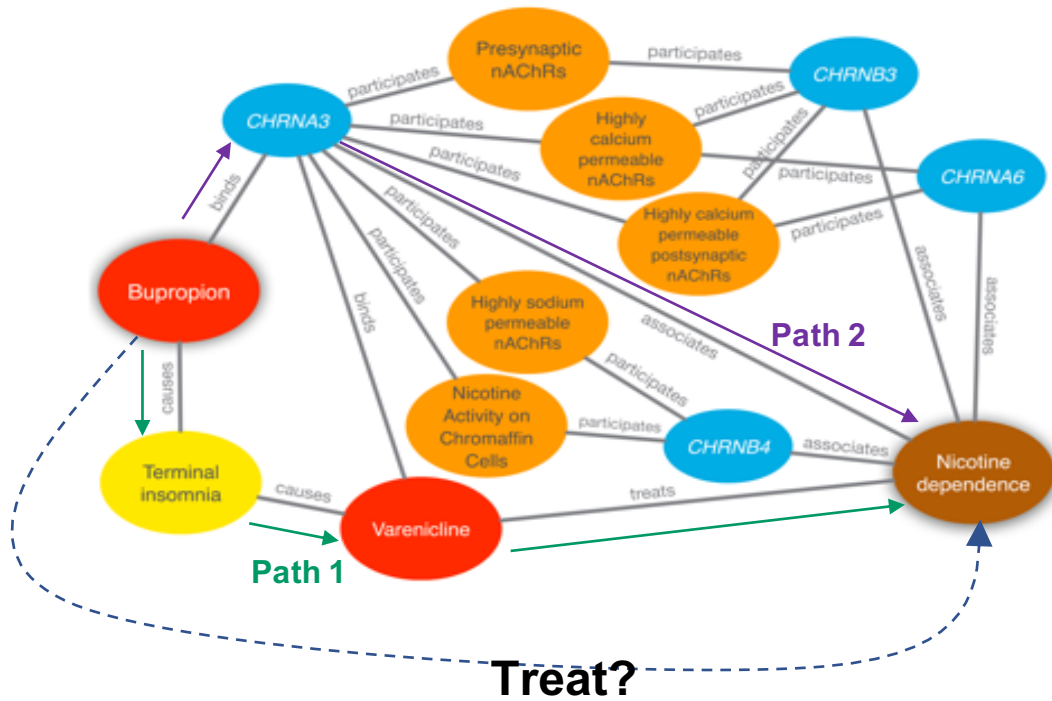 Presynaptic
nAChRs
participates
CHRNB3
participates
CHRNA3
participates
Highly
calcium
permeable
nAChRs
participates
participates
participates
CHRNA6
participates
participates
Highly calcium
permeable
postsynaptic
nAChRs
participates
binds
participates
participates
Bupropion
binds
Highly sodium
permeable
nAChRs
associates
Path 2
associates
associates
causes
participates
Nicotine
Activity on
Chromaffin
Cells
participates
CHRNB4
associates
Nicotine
dependence
Terminal
insomnia
causes
Varenicline
treats
Path 1
Treat?